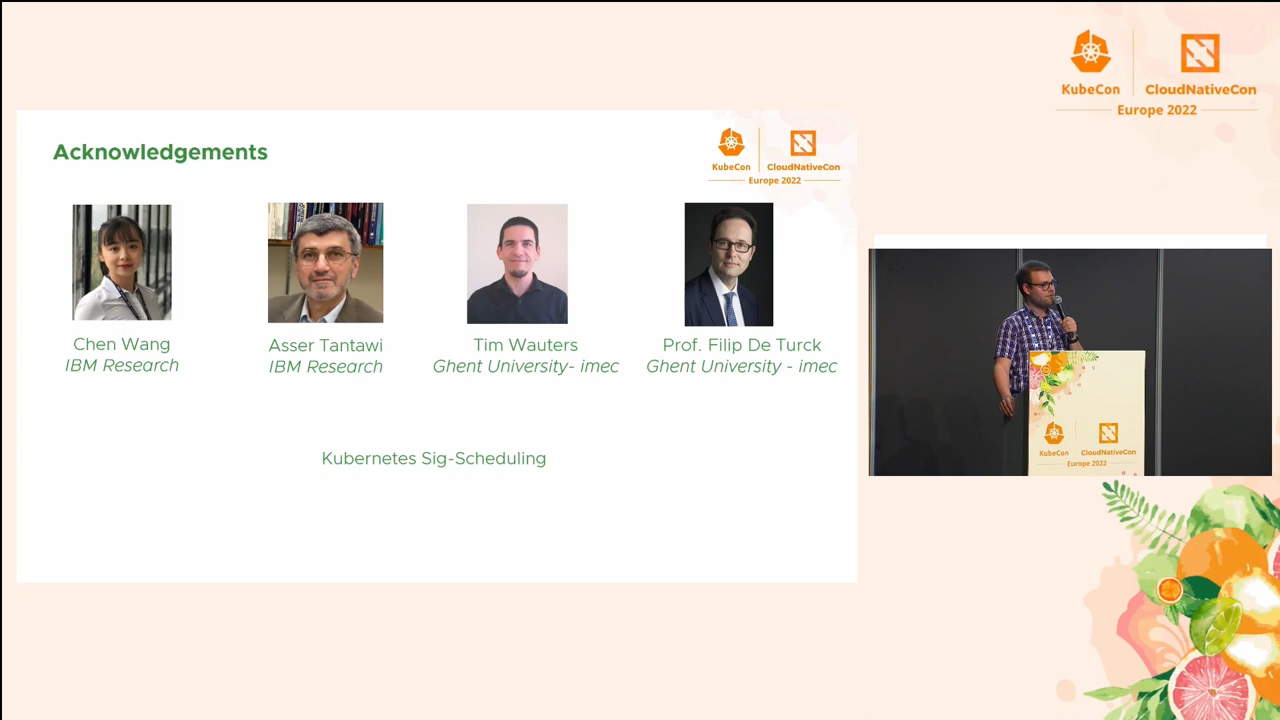 KubeCon
CloudNativeCon
Europe 2022
Acknowledgements
KubeCon
CloudNativeCon
Europe 2022
Chen Wang
IBM Research
Asser Tantawi
IBM Research
Tim Wauters
Ghent University- imec
Prof. Filip De Turck
Ghent University - imec
Kubernetes Sig-Scheduling
KubeCon
CloudNativeCon
Europe 2022